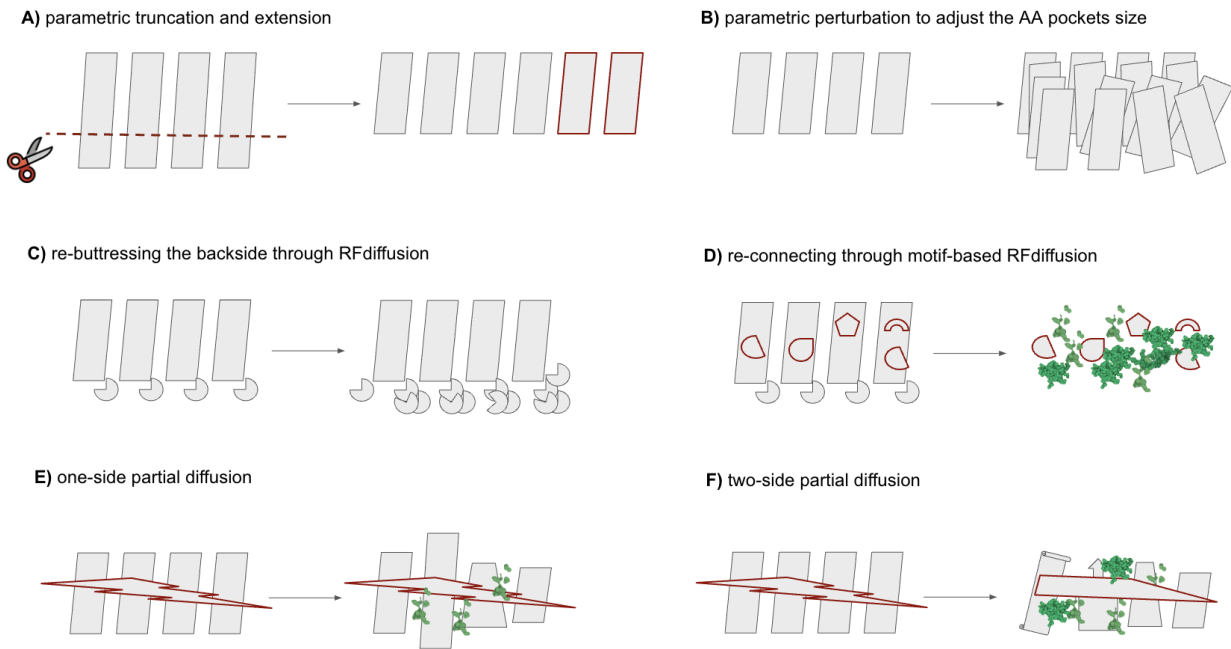 A) parametric truncation and extension
B) parametric perturbation to adjust the AA pockets size
C) re-buttressing the backside through RFdiffusion
D) re-connecting through motif-based RFdiffusion
E) one-side partial diffusion
F) two-side partial diffusion